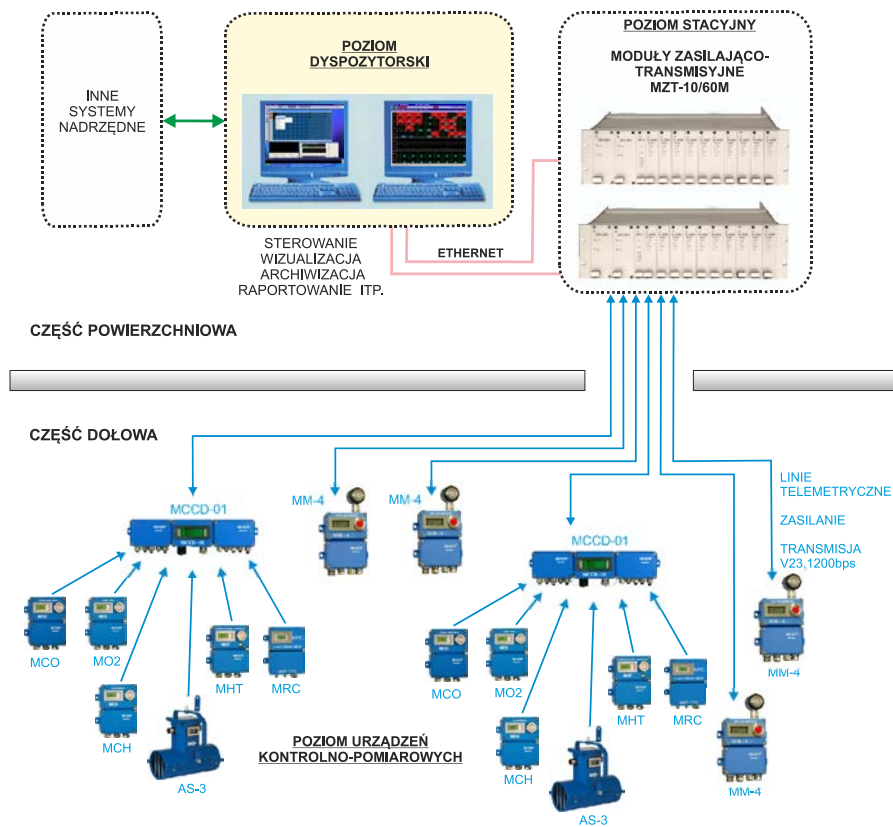 INNE
SYSTEMY
NADRZĘDNE
POZIOM
DYSPOZYTORSKI
POZIOM STACYJNY
MODUŁY ZASILAJĄCO-
TRANSMISYJNE
MZT-10/60M
STEROWANIE
WIZUALIZACJA
ARCHIWIZACJA
RAPORTOWANIE ITP.
ETHERNET
CZĘŚĆ POWIERZCHNIOWA
CZĘŚĆ DOŁOWA
MCCD-01
MM-4
MM-4
MCCD-01
LINIE
TELEMETRYCZNE
ZASILANIE
TRANSMISJA
V23,1200bps
MCO
MO2
MCH
MHT
MRC
AS-3
MCO
MO2
MCH
MHT
MRC
AS-3
MM-4
MM-4
POZIOM URZĄDZEŃ
KONTROLNO-POMIAROWYCH